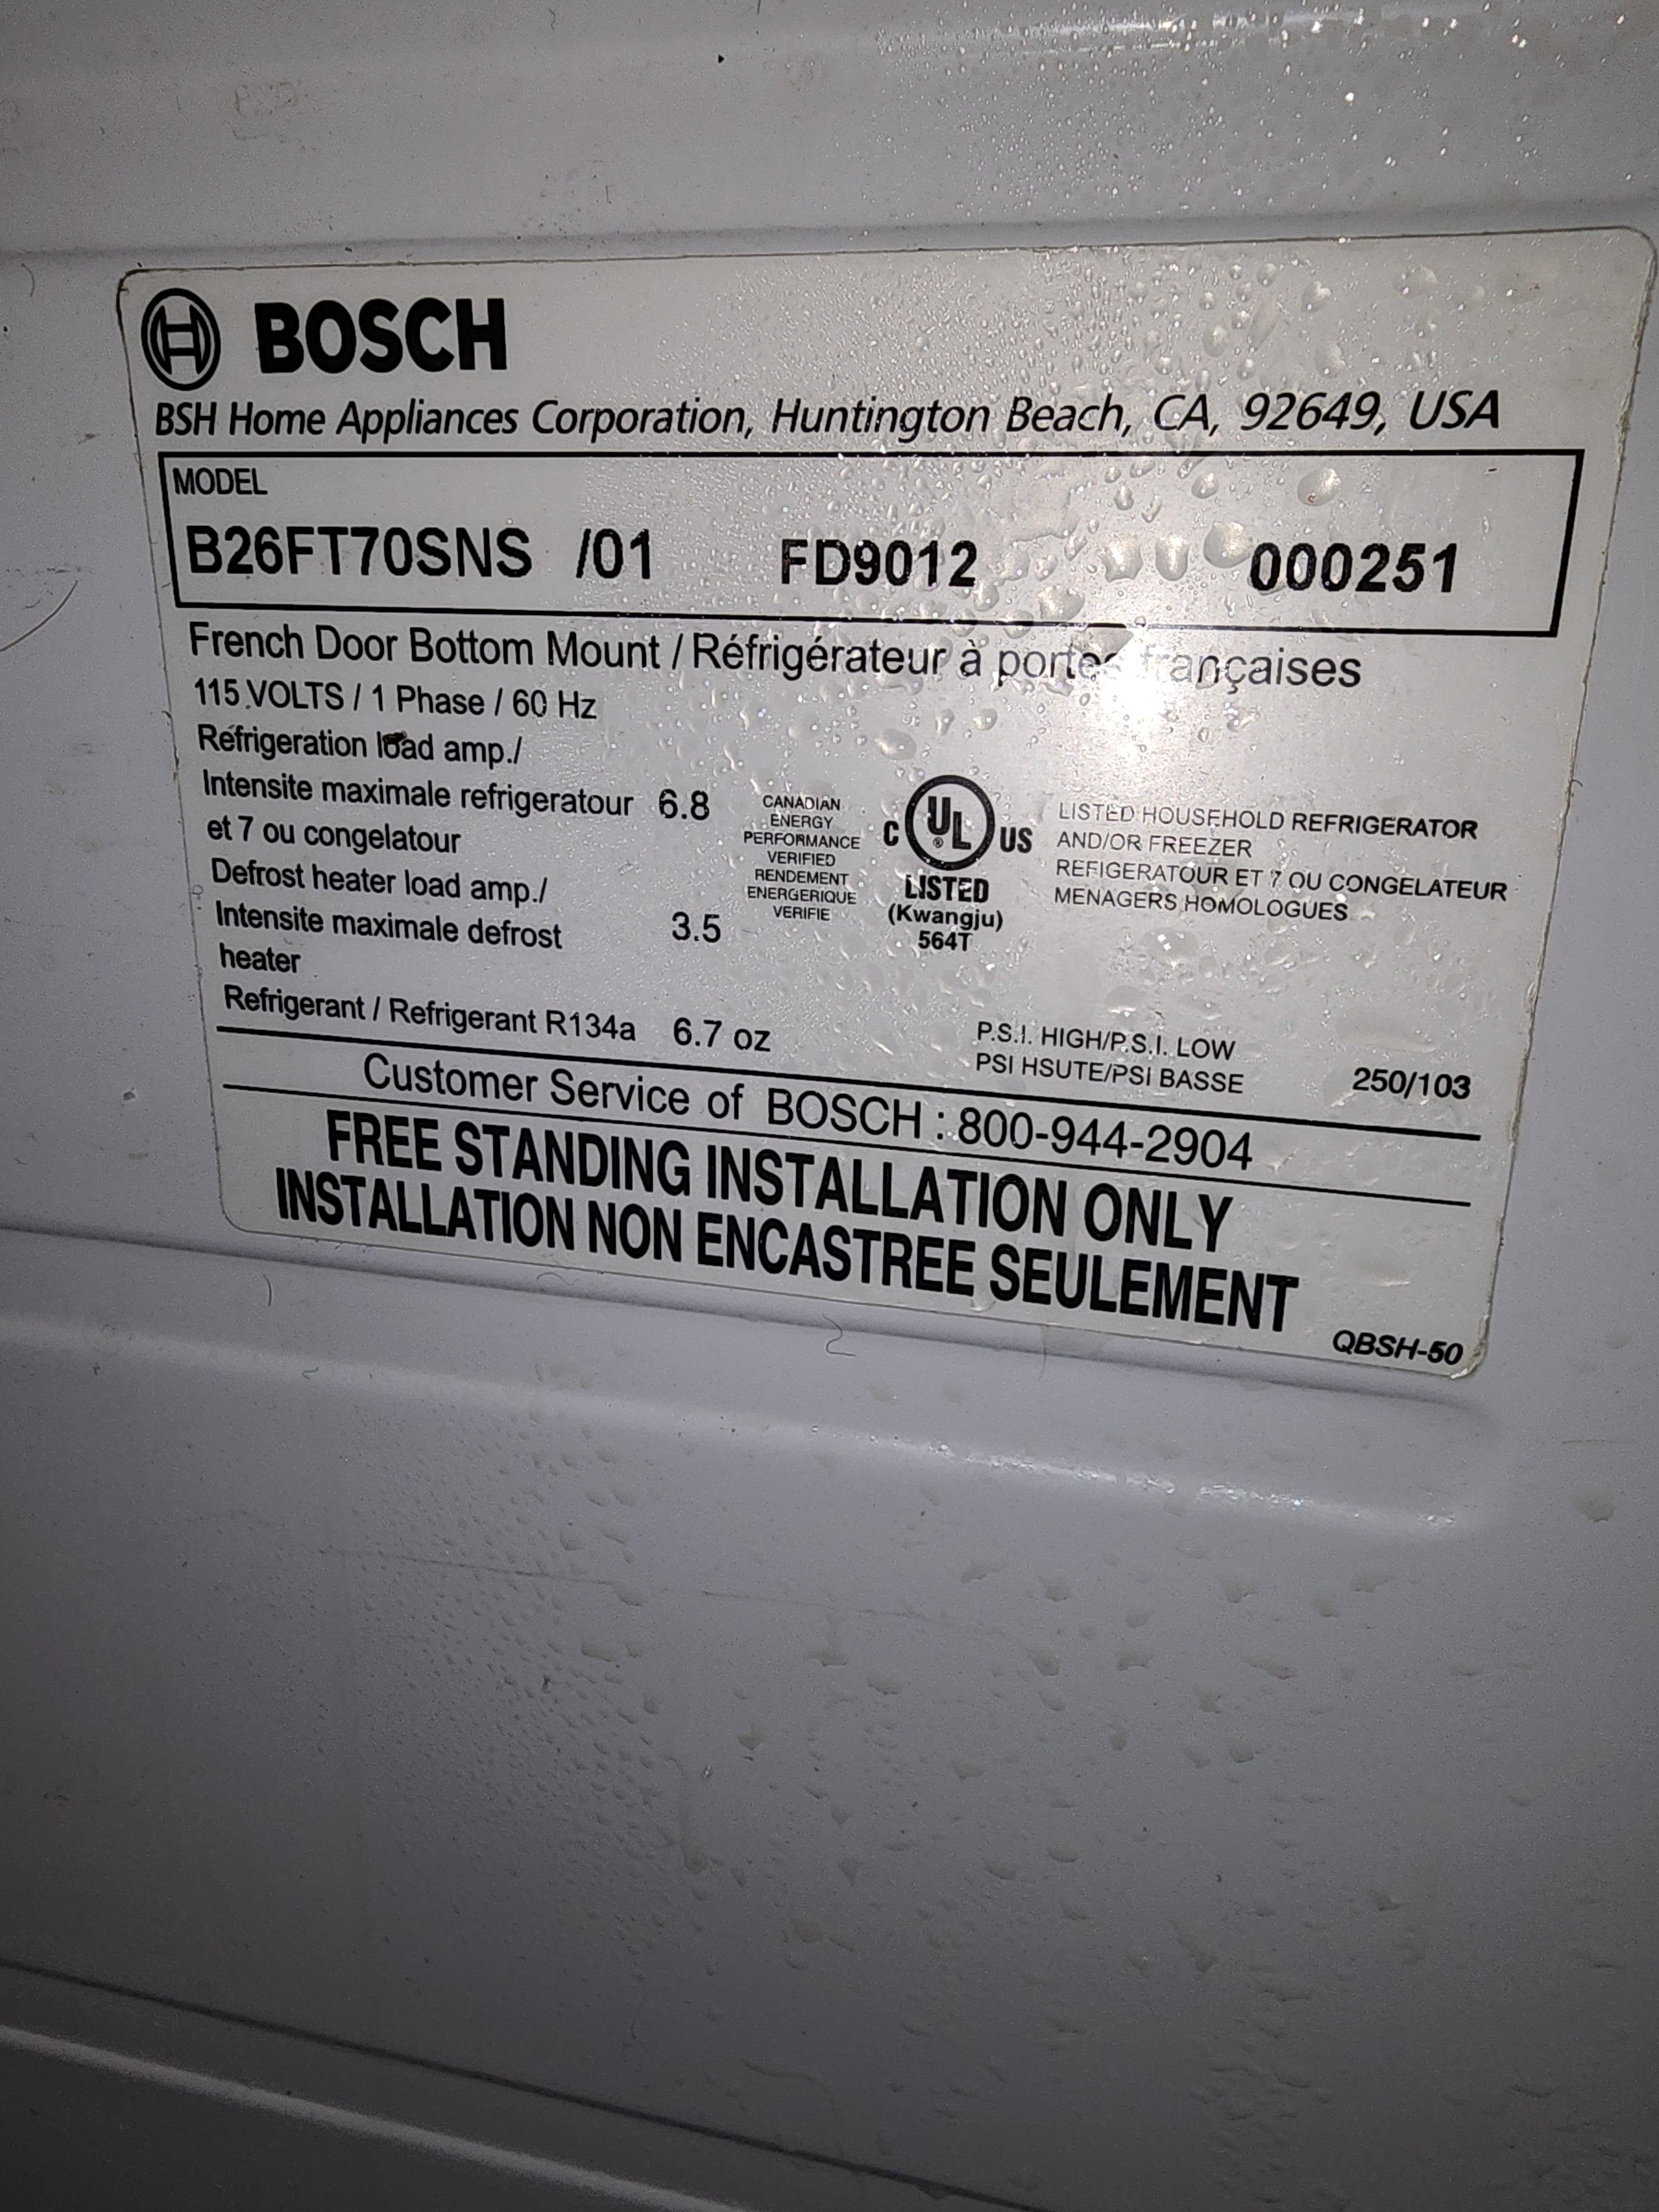 BOSCH
BSH Home Appliances Corporation, Huntington Beach, CA, 92649, USA
MODEL
B26FT70SNS /01 FD9012 000251
French Door Bottom Mount / Réfrigérateur à portes françaises
115 VOLTS / 1 Phase / 60 Hz
Refrigeration load amp./
Intensite maximale refrigeratour 6.8
et 7 ou congelatour
Defrost heater load amp./
Intensite maximale defrost 3.5
heater
Refrigerant / Refrigerant R134a 6.7 oz
CANADIAN
ENERGY
PERFORMANCE
VERIFIED
RENDEMENT
ENERGERIQUE
VERIFIE
C UL ® US
LISTED
(Kwangju)
564T
LISTED HOUSEHOLD REFRIGERATOR
AND/OR FREEZER
REFIGERATOUR ET 7 OU CONGELATEUR
MENAGERS HOMOLOGUES
P.S.I. HIGH/P.S.I. LOW
PSI HSUTE/PSI BASSE 250/103
Customer Service of BOSCH : 800-944-2904
FREE STANDING INSTALLATION ONLY
INSTALLATION NON ENCASTREE SEULEMENT
QBSH-50